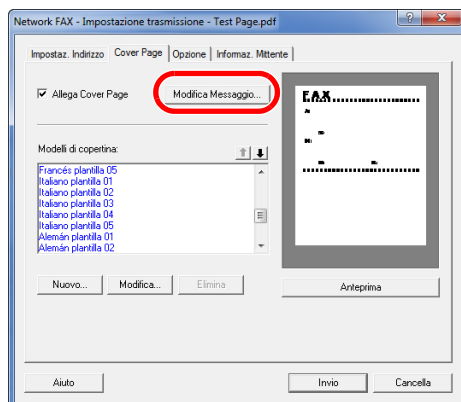 Network FAX - Impostazione trasmissione - Test Page.pdf
Impostaz. Indirizzo Cover Page Opzione Informaz. Mittente
Allega Cover Page Modifica Messaggio...
FAX
Modelli di copertina:
Francés plantilla 05
Italiano plantilla 01
Italiano plantilla 02
Italiano plantilla 03
Italiano plantilla 04
Italiano plantilla 05
Alemán plantilla 01
Alemán plantilla 02
Nuovo... Modifica... Elimina Anteprima
Aiuto Invio Cancella